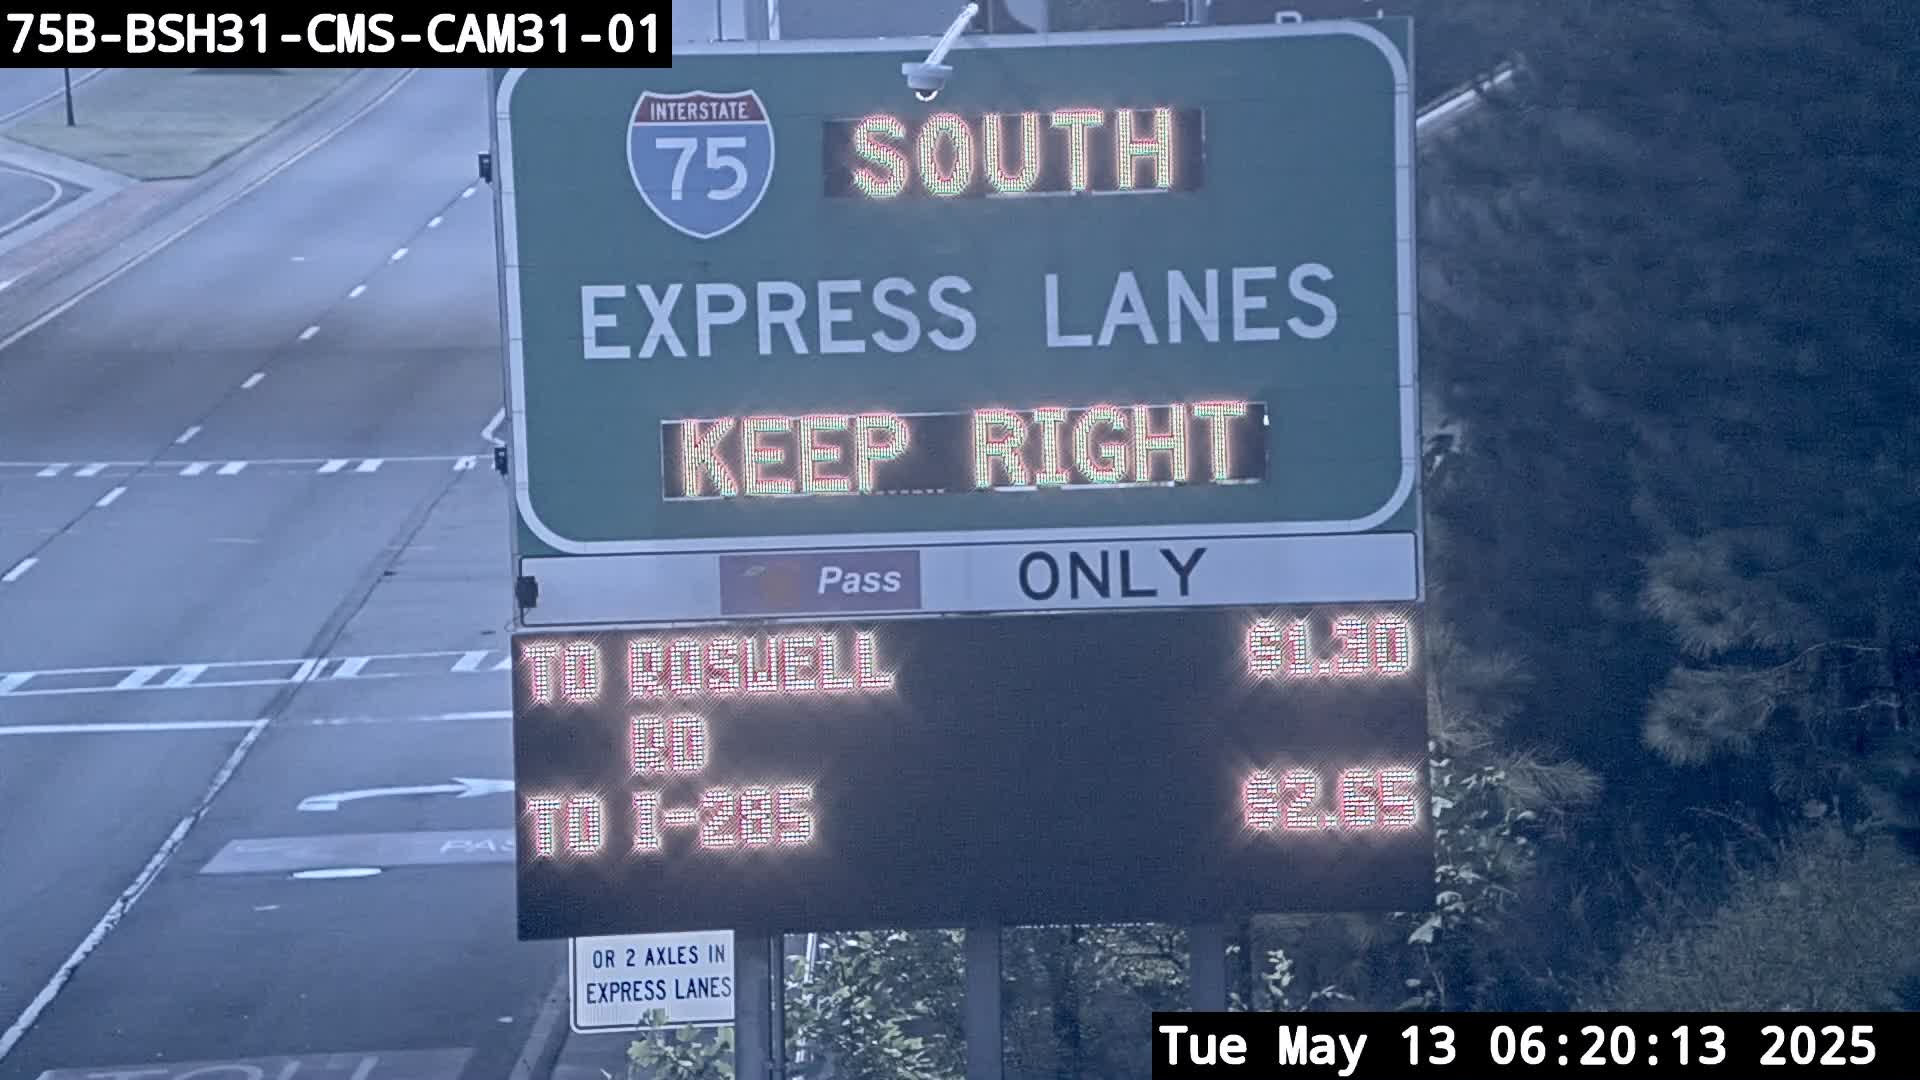 75B-BSH31-CMS-CAM31-01
INTERSTATE
75
SOUTH
EXPRESS LANES
KEEP RIGHT
Pass ONLY
TO ROSWELL $1.30
RD
TO I-285 $2.65
OR 2 AXLES IN
EXPRESS LANES
Tue May 13 06:20:13 2025